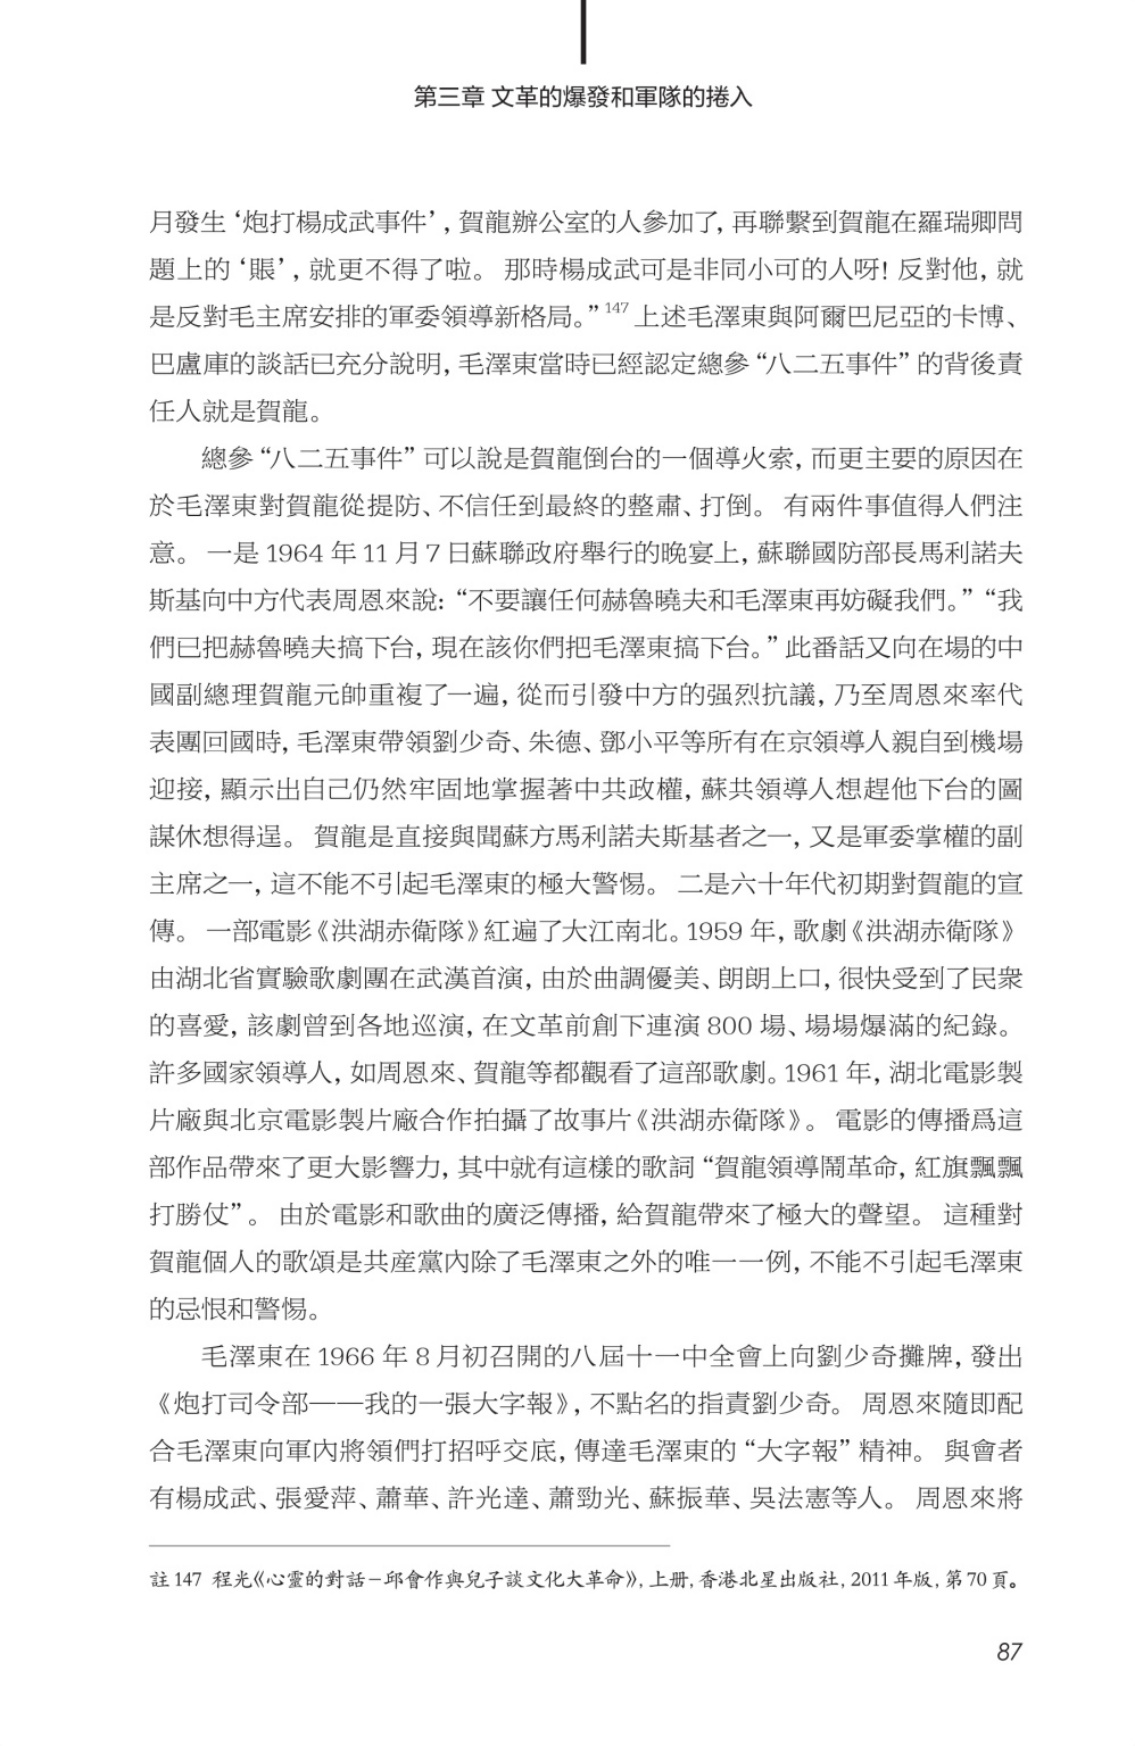 第三章 文革的爆發和軍隊的捲入
月發生‘炮打楊成武事件’, 賀龍辦公室的人參加了, 再聯繫到賀龍在羅瑞卿問
題上的‘賬’, 就更不得了啦。 那時楊成武可是非同小可的人呀! 反對他, 就
是反對毛主席安排的軍委領導新格局。”147 上述毛澤東與阿爾巴尼亞的卡博、
巴盧庫的談話已充分說明, 毛澤東當時已經認定總參“八二五事件”的背後責
任人就是賀龍。
總參“八二五事件”可以說是賀龍倒台的一個導火索, 而更主要的原因在
於毛澤東對賀龍從提防、不信任到最終的整肅、打倒。 有兩件事值得人們注
意。 一是 1964 年 11 月 7 日蘇聯政府舉行的晚宴上, 蘇聯國防部長馬利諾夫
斯基向中方代表周恩來說: “不要讓任何赫魯曉夫和毛澤東再妨礙我們。” “我
們已把赫魯曉夫搞下台, 現在該你們把毛澤東搞下台。” 此番話又向在場的中
國副總理賀龍元帥重複了一遍, 從而引發中方的强烈抗議, 乃至周恩來率代
表團回國時, 毛澤東帶領劉少奇、朱德、鄧小平等所有在京領導人親自到機場
迎接, 顯示出自己仍然牢固地掌握著中共政權, 蘇共領導人想趕他下台的圖
謀休想得逞。 賀龍是直接與聞蘇方馬利諾夫斯基者之一, 又是軍委掌權的副
主席之一, 這不能不引起毛澤東的極大警惕。 二是六十年代初期對賀龍的宣
傳。 一部電影《洪湖赤衛隊》紅遍了大江南北。1959 年, 歌劇《洪湖赤衛隊》
由湖北省實驗歌劇團在武漢首演, 由於曲調優美、朗朗上口, 很快受到了民衆
的喜愛, 該劇曾到各地巡演, 在文革前創下連演 800 場、場場爆滿的紀錄。
許多國家領導人, 如周恩來、賀龍等都觀看了這部歌劇。1961 年, 湖北電影製
片廠與北京電影製片廠合作拍攝了故事片《洪湖赤衛隊》。 電影的傳播爲這
部作品帶來了更大影響力, 其中就有這樣的歌詞“賀龍領導鬧革命, 紅旗飄飄
打勝仗”。 由於電影和歌曲的廣泛傳播, 給賀龍帶來了極大的聲望。 這種對
賀龍個人的歌頌是共産黨內除了毛澤東之外的唯一一例, 不能不引起毛澤東
的忌恨和警惕。
毛澤東在 1966 年 8 月初召開的八屆十一中全會上向劉少奇攤牌, 發出
《炮打司令部——我的一張大字報》, 不點名的指責劉少奇。 周恩來隨即配
合毛澤東向軍內將領們打招呼交底, 傳達毛澤東的“大字報”精神。 與會者
有楊成武、張愛萍、蕭華、許光達、蕭勁光、蘇振華、吳法憲等人。 周恩來將
註 147 程光《心靈的對話－邱會作與兒子談文化大革命》, 上册, 香港北星出版社, 2011 年版, 第 70 頁。
87